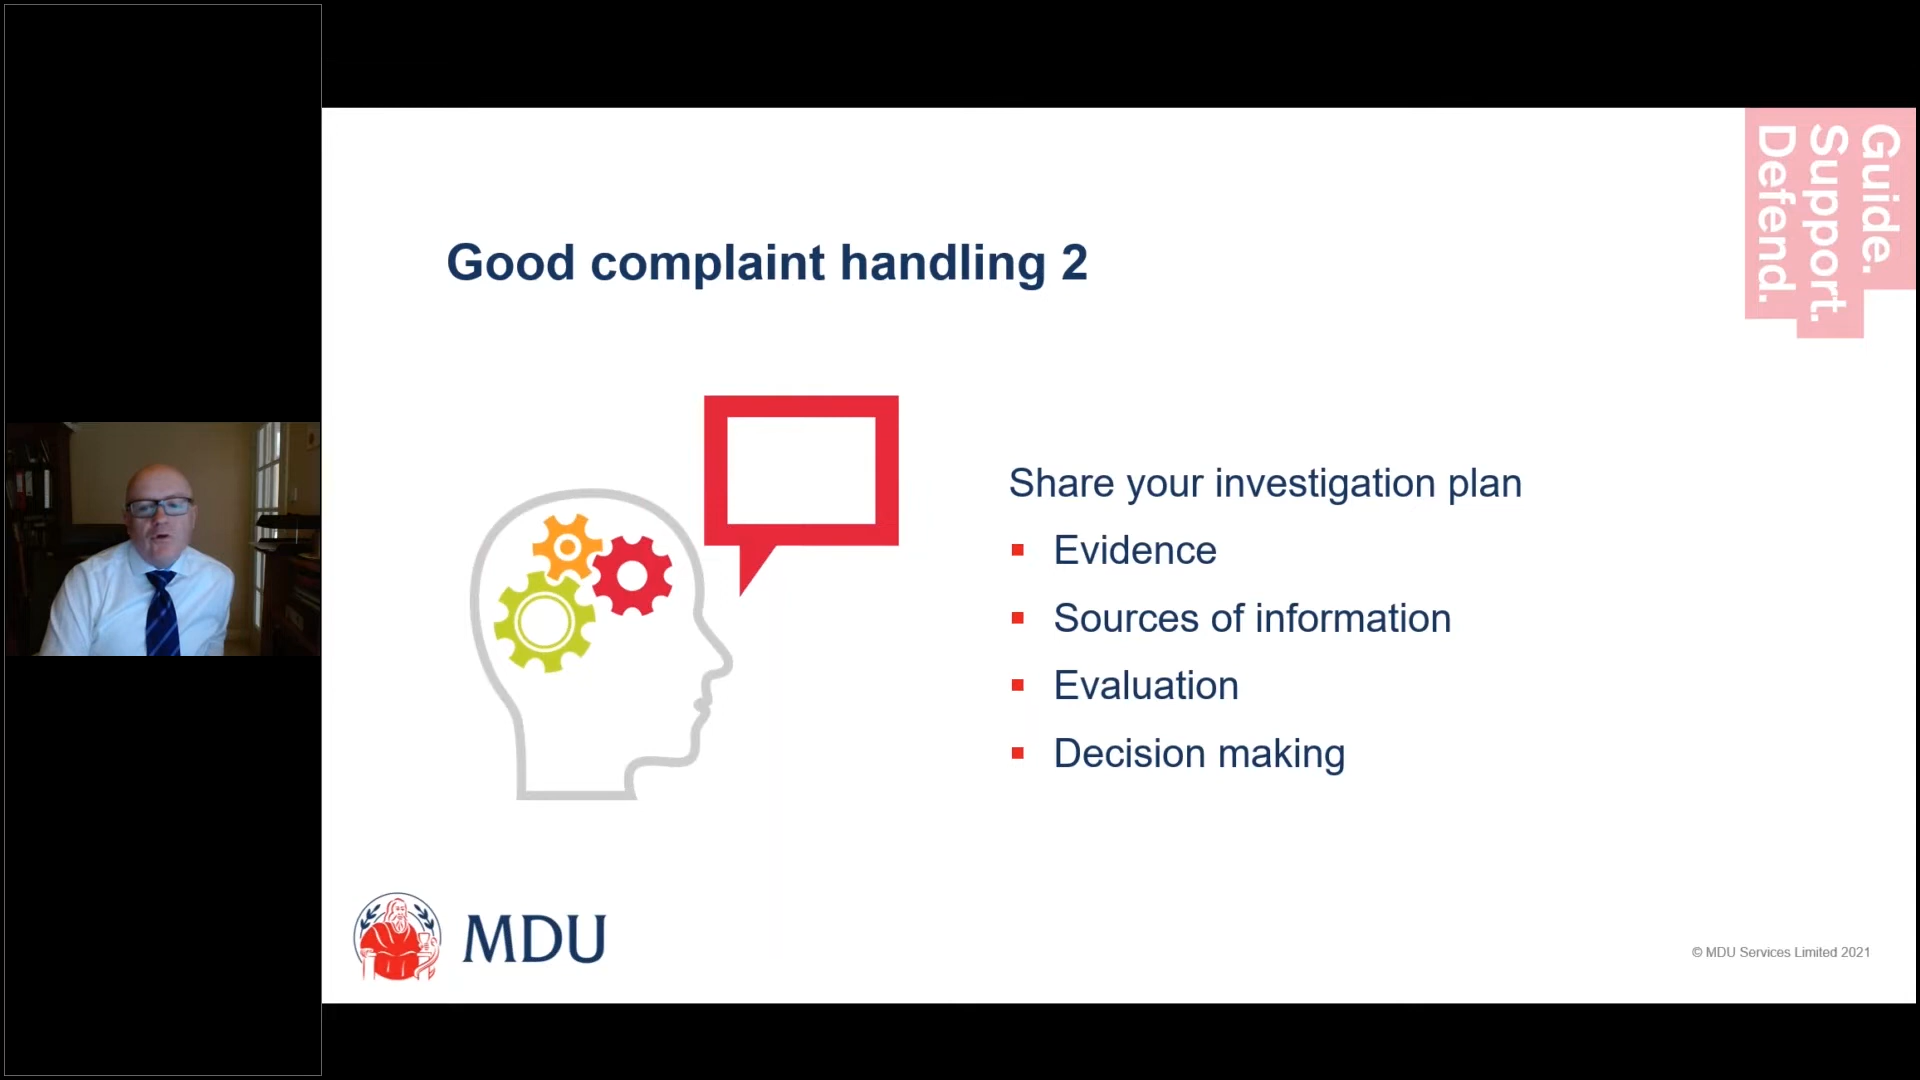 Guide.
Support.
Defend.
Good complaint handling 2
Share your investigation plan
▪ Evidence
▪ Sources of information
▪ Evaluation
▪ Decision making
MDU
© MDU Services Limited 2021